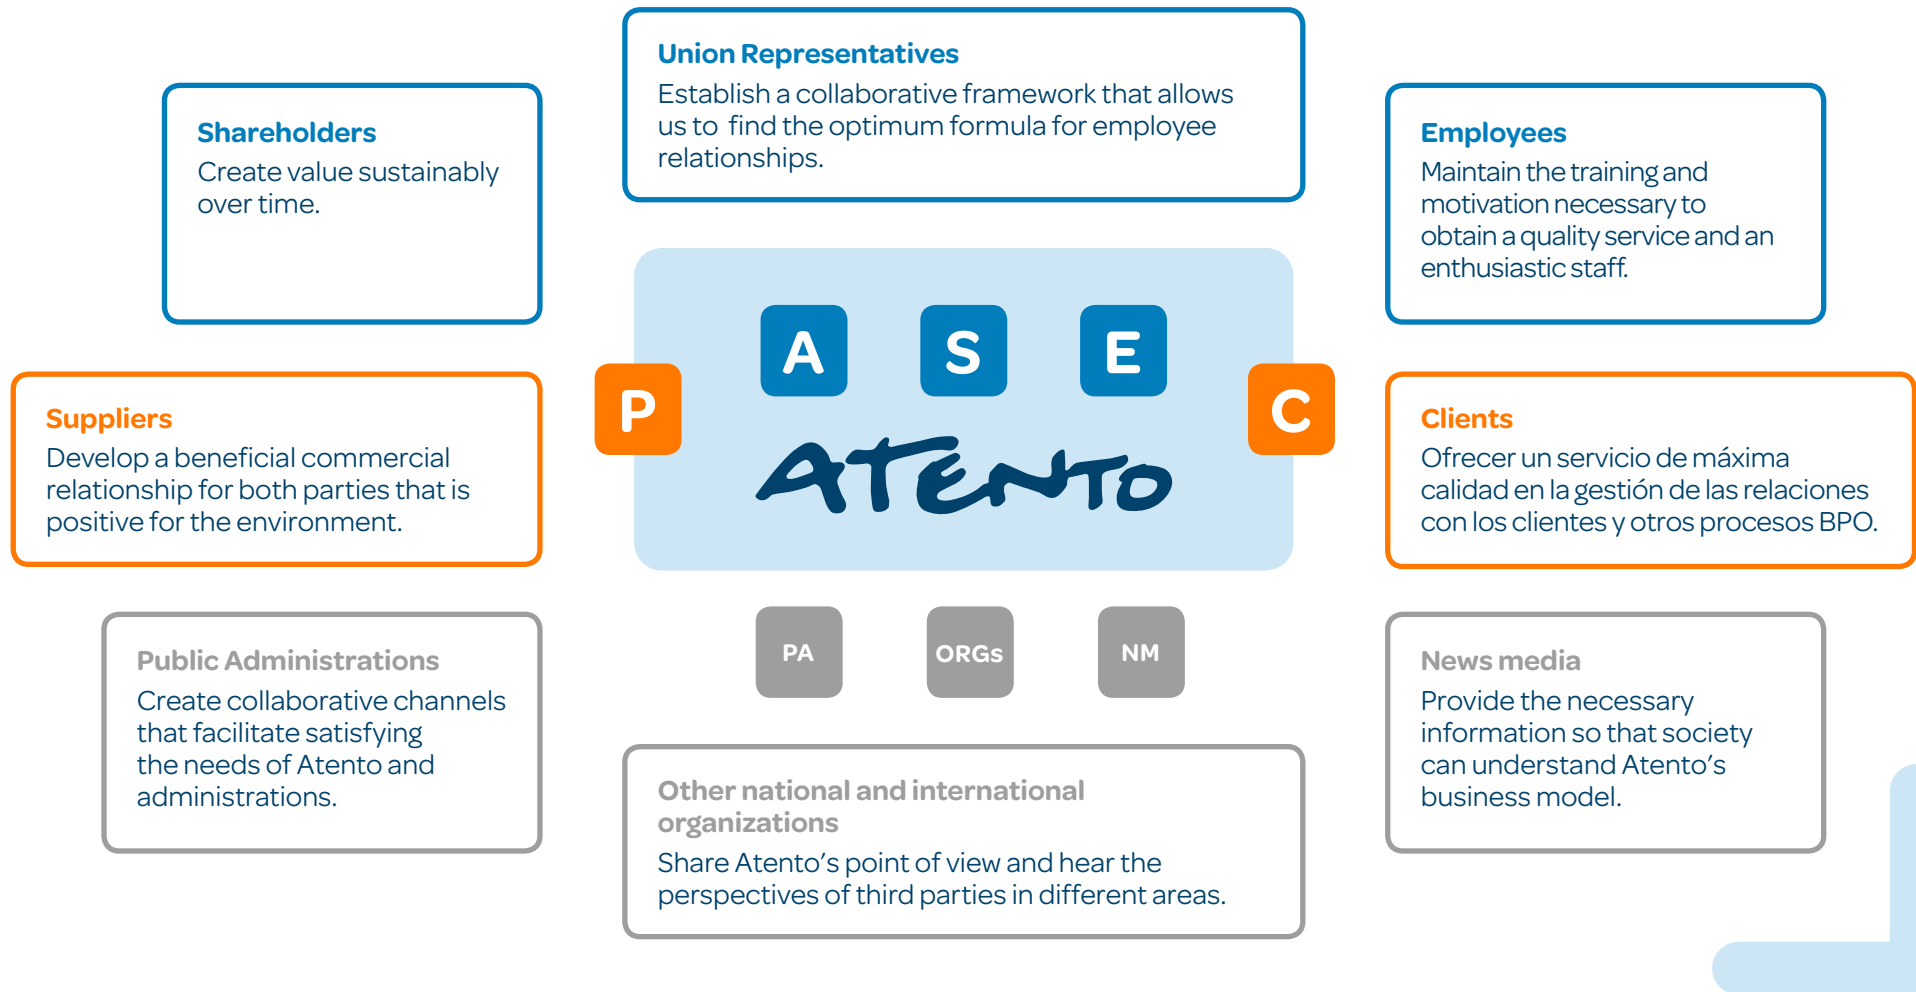 Union Representatives
Establish a collaborative framework that allows
us to find the optimum formula for employee
relationships.
Shareholders
Create value sustainably
over time.
Employees
Maintain the training and
motivation necessary to
obtain a quality service and an
enthusiastic staff.
A S E
P
C
ATENTO
Suppliers
Develop a beneficial commercial
relationship for both parties that is
positive for the environment.
Clients
Ofrecer un servicio de máxima
calidad en la gestión de las relaciones
con los clientes y otros procesos BPO.
PA ORGs NM
Public Administrations
Create collaborative channels
that facilitate satisfying
the needs of Atento and
administrations.
News media
Provide the necessary
information so that society
can understand Atento's
business model.
Other national and international
organizations
Share Atento's point of view and hear the
perspectives of third parties in different areas.